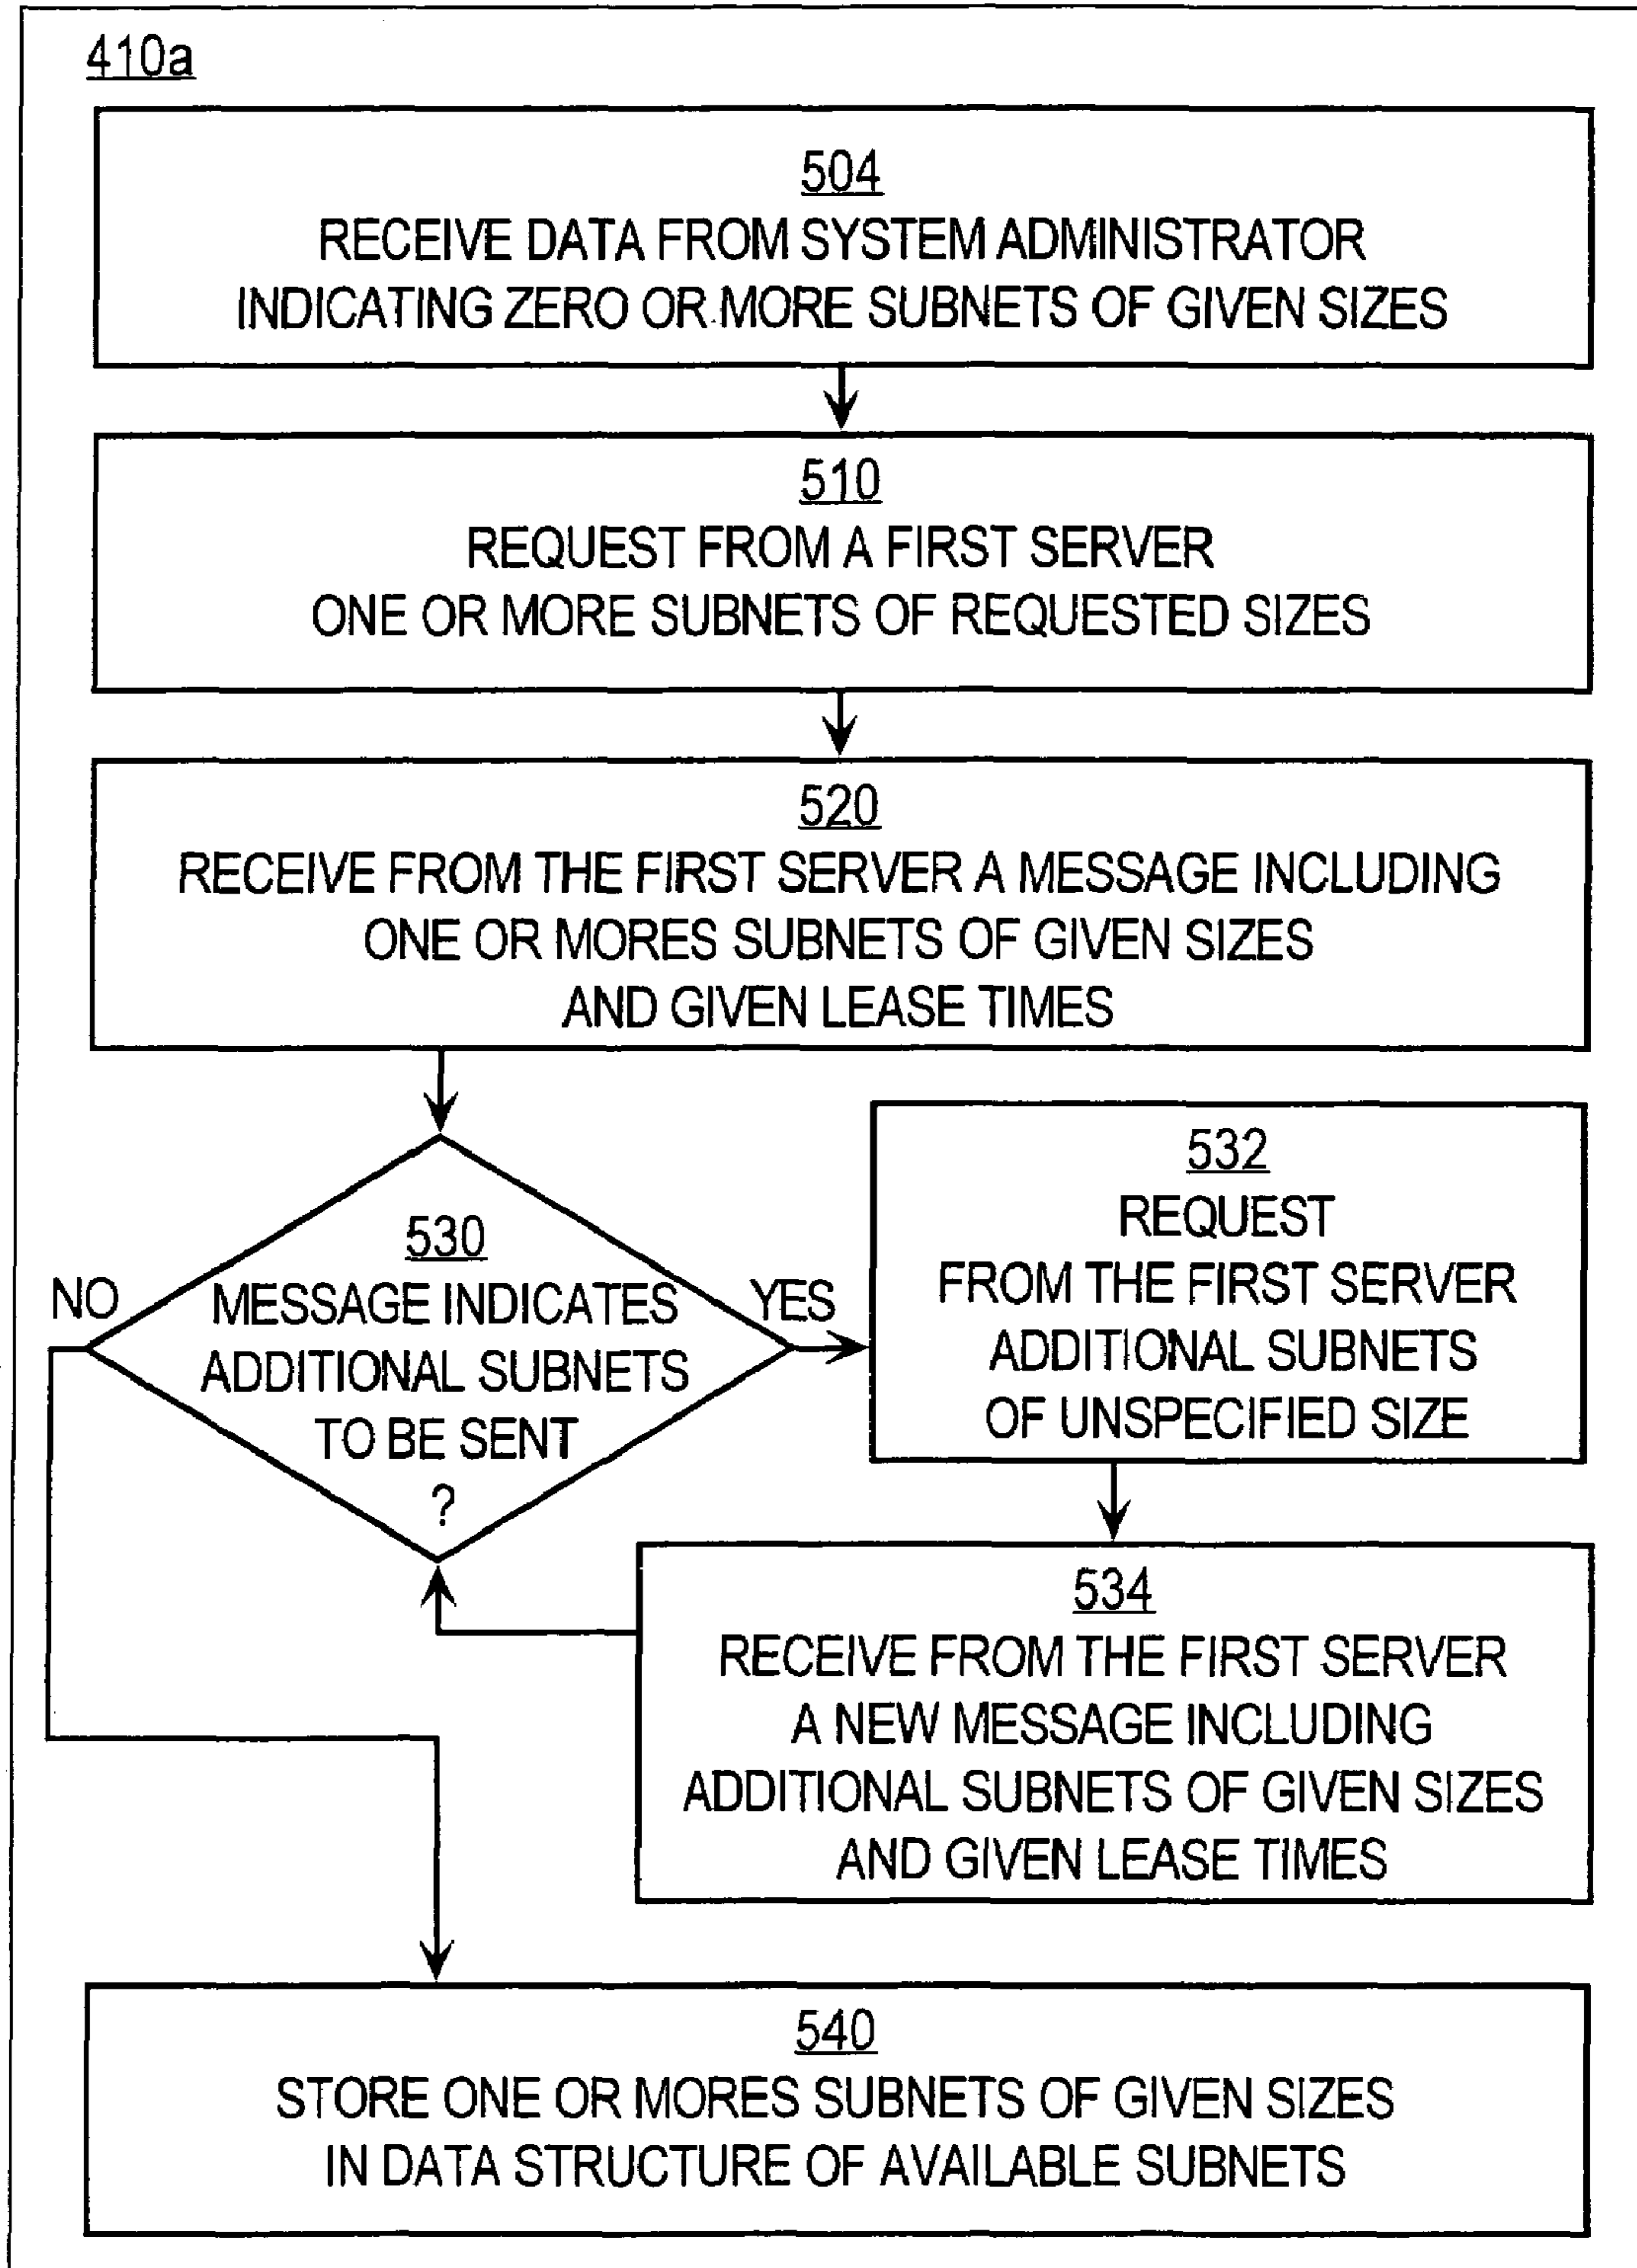 410a
504
RECEIVE DATA FROM SYSTEM ADMINISTRATOR
INDICATING ZERO OR MORE SUBNETS OF GIVEN SIZES
510
REQUEST FROM A FIRST SERVER
ONE OR MORE SUBNETS OF REQUESTED SIZES
520
RECEIVE FROM THE FIRST SERVER A MESSAGE INCLUDING
ONE OR MORES SUBNETS OF GIVEN SIZES
AND GIVEN LEASE TIMES
530
MESSAGE INDICATES
ADDITIONAL SUBNETS
TO BE SENT
?
NO
YES
532
REQUEST
FROM THE FIRST SERVER
ADDITIONAL SUBNETS
OF UNSPECIFIED SIZE
534
RECEIVE FROM THE FIRST SERVER
A NEW MESSAGE INCLUDING
ADDITIONAL SUBNETS OF GIVEN SIZES
AND GIVEN LEASE TIMES
540
STORE ONE OR MORES SUBNETS OF GIVEN SIZES
IN DATA STRUCTURE OF AVAILABLE SUBNETS